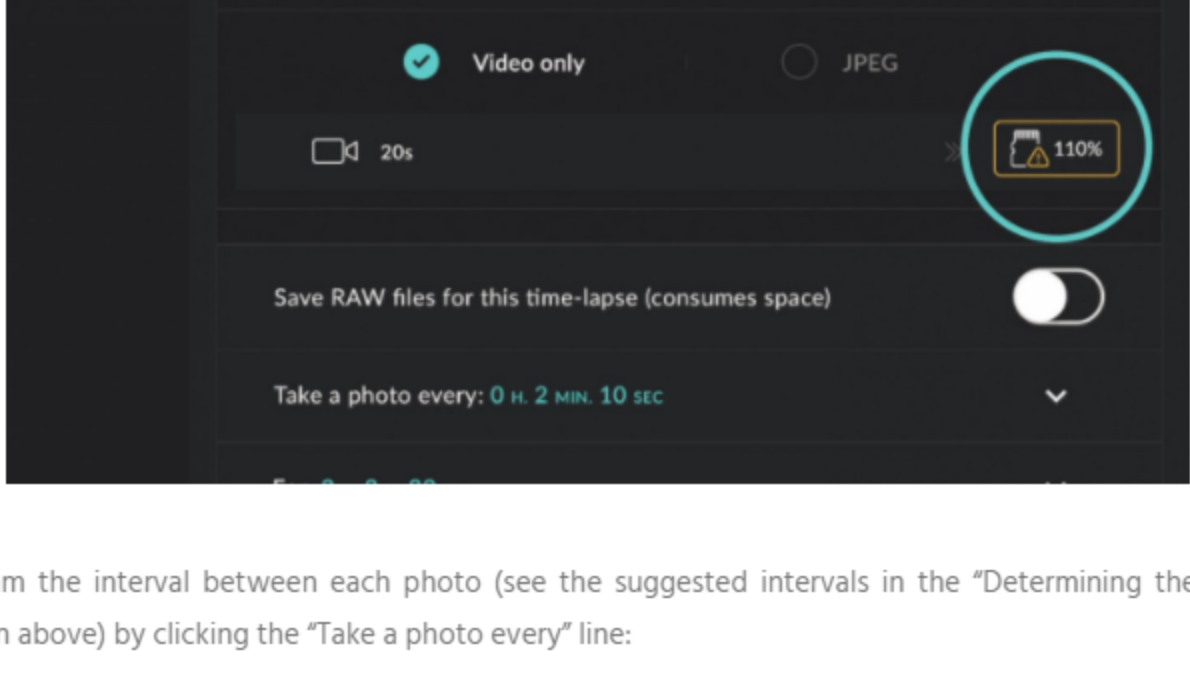 Video only
JPEG
20s
110%
Save RAW files for this time-lapse (consumes space)
Take a photo every: 0 H. 2 MIN. 10 SEC
the interval between each photo (see the suggested intervals in the “Determining the
above) by clicking the “Take a photo every” line: